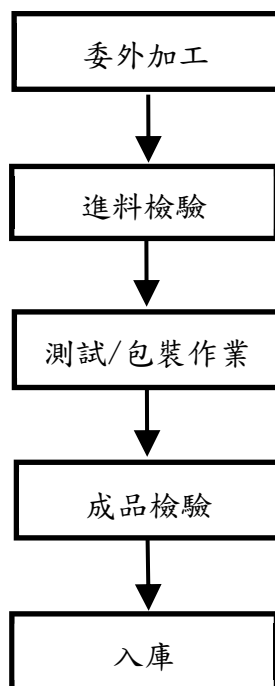 委外加工
進料檢驗
測試/包裝作業
成品檢驗
入庫